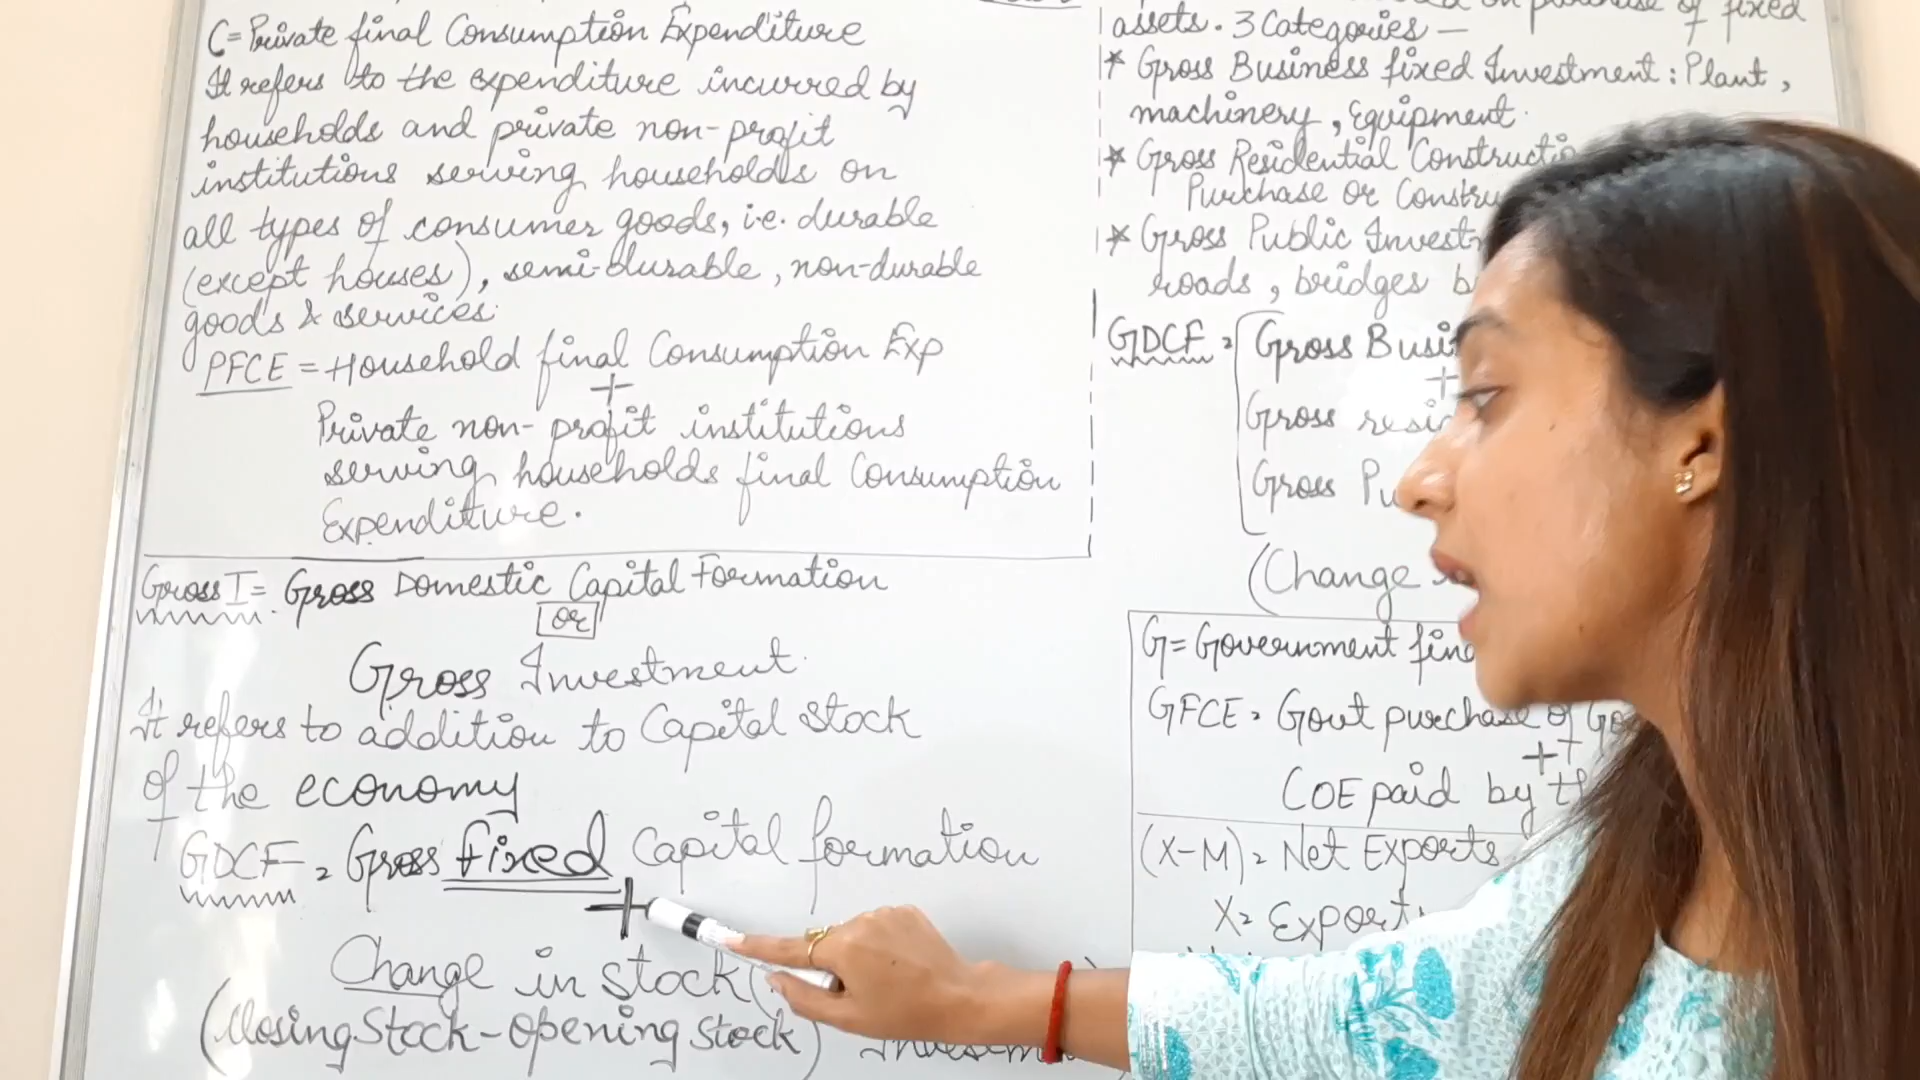 C = Private final Consumption Expenditure
It refers to the expenditure incurred by
households and private non-profit
institutions serving households on
all types of consumer goods, i.e. durable
(except houses), semi-durable, non-durable
goods & services.
PFCE = Household final Consumption Exp
+
Private non-profit institutions
serving households final Consumption
Expenditure.
Gross I = Gross Domestic Capital Formation
or
Gross Investment
It refers to addition to Capital Stock
of the economy
GDCF = Gross fixed Capital formation
+
Change in stock (
(Closing Stock - Opening Stock)
purchase of fixed
assets. 3 Categories —
* Gross Business fixed Investment : Plant,
machinery, Equipment.
* Gross Residential
Purchase or
* Gross Public
roads, bridges
GDCF = Gross
+
Gross
Gross
(Change
G = Government
GFCE = Govt purchase of
+
COE paid by
(X-M) = Net Exports
X =